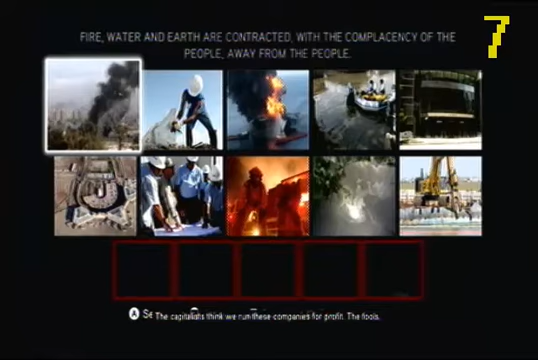 7
FIRE, WATER AND EARTH ARE CONTRACTED, WITH THE COMPLACENCY OF THE
PEOPLE, AWAY FROM THE PEOPLE.
A Se The capitalists think we run these companies for profit. The fools.